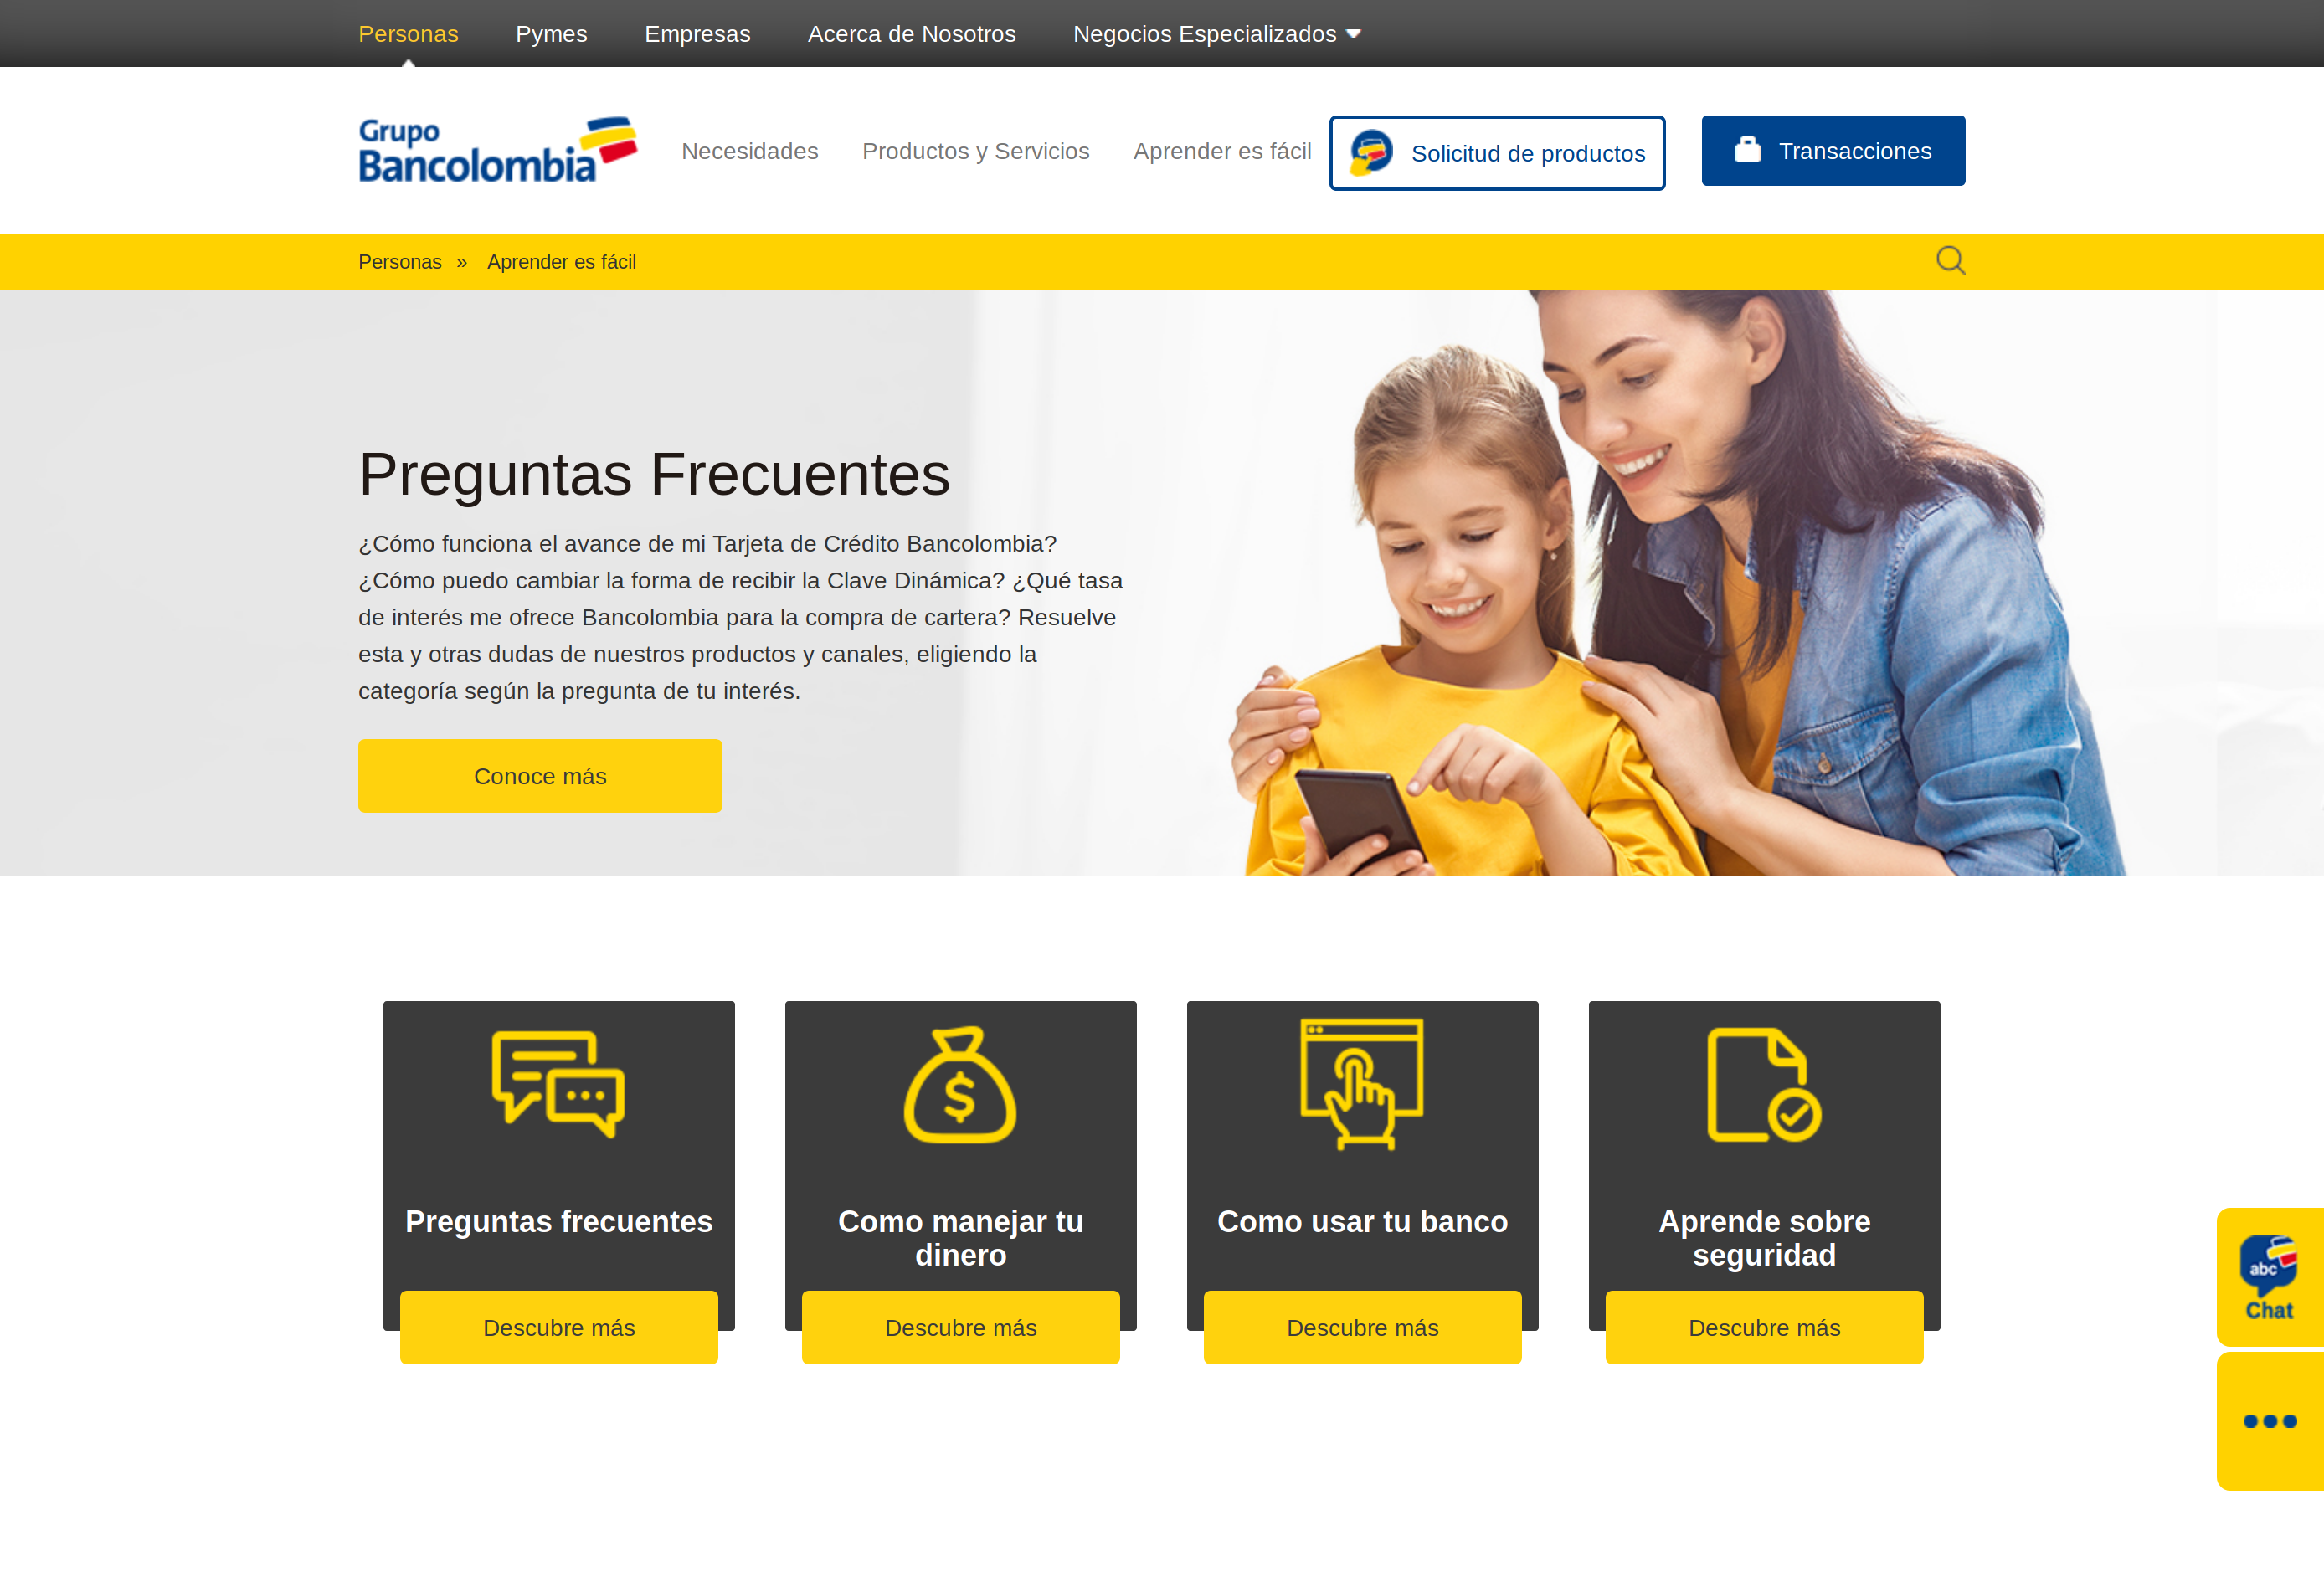 Personas Pymes Empresas Acerca de Nosotros Negocios Especializados
Grupo
Bancolombia
Necesidades Productos y Servicios Aprender es fácil Solicitud de productos Transacciones
Personas » Aprender es fácil
Preguntas Frecuentes
¿Cómo funciona el avance de mi Tarjeta de Crédito Bancolombia?
¿Cómo puedo cambiar la forma de recibir la Clave Dinámica? ¿Qué tasa
de interés me ofrece Bancolombia para la compra de cartera? Resuelve
esta y otras dudas de nuestros productos y canales, eligiendo la
categoría según la pregunta de tu interés.
Conoce más
$
Preguntas frecuentes
Descubre más
Como manejar tu
dinero
Descubre más
Como usar tu banco
Descubre más
Aprende sobre
seguridad
Descubre más
abc
Chat